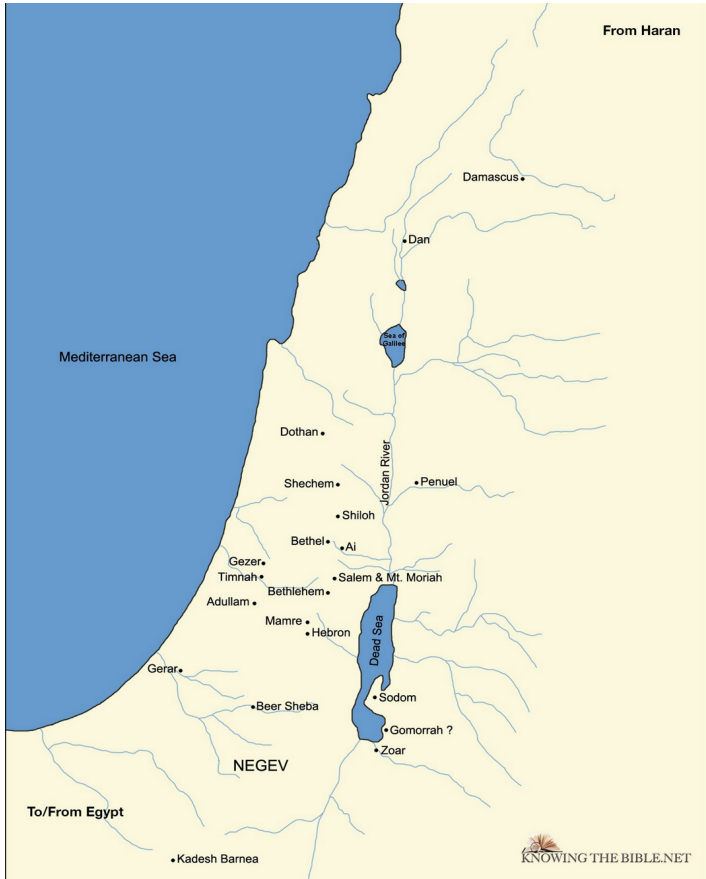 From Haran
Damascus
Dan
Sea of
Galilee
Mediterranean Sea
Dothan
Jordan River
Shechem
Penuel
Shiloh
Bethel
Ai
Gezer
Timnah
Salem & Mt. Moriah
Bethlehem
Adullam
Mamre
Hebron
Dead Sea
Gerar
Sodom
Beer Sheba
Gomorrah ?
Zoar
NEGEV
To/From Egypt
Kadesh Barnea
KNOWING THE BIBLE.NET